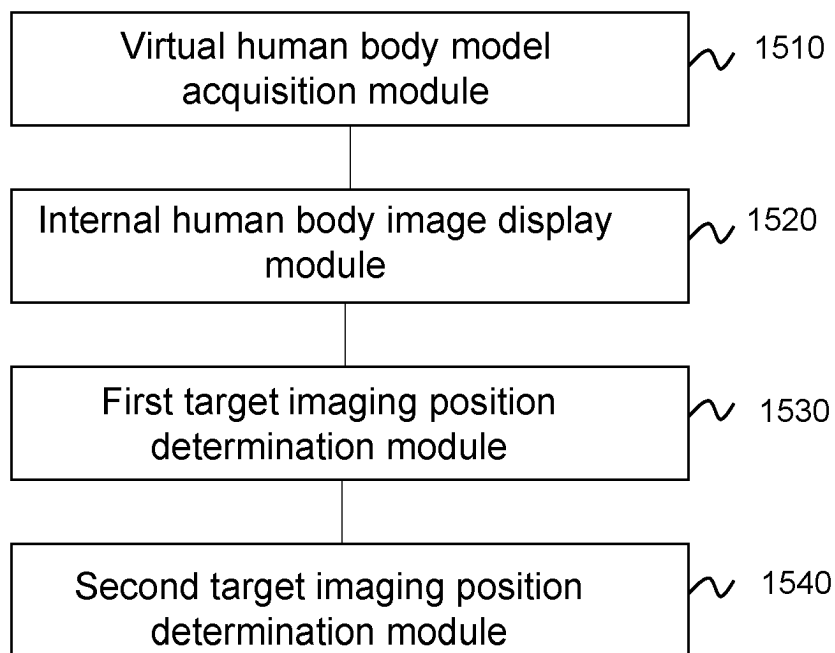 Virtual human body model
acquisition module
1510
Internal human body image display
module
1520
First target imaging position
determination module
1530
Second target imaging position
determination module
1540